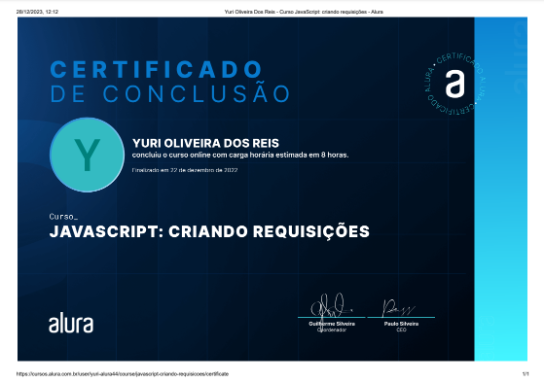 28/12/2023, 12:12
Yuri Oliveira Dos Reis - Curso JavaScript: criando requisições - Alura
CERTIFICADO
DE CONCLUSÃO
CERTIFICADO ALURA • CERTIFICADO ALURA •
a
alura
Y
YURI OLIVEIRA DOS REIS
concluiu o curso online com carga horária estimada em 8 horas.
Finalizado em 22 de dezembro de 2022
Curso_
JAVASCRIPT: CRIANDO REQUISIÇÕES
alura
Guilherme Silveira
Coordenador
Paulo Silveira
CEO
https://cursos.alura.com.br/user/yuri-alura44/course/javascript-criando-requisicoes/certificate
1/1